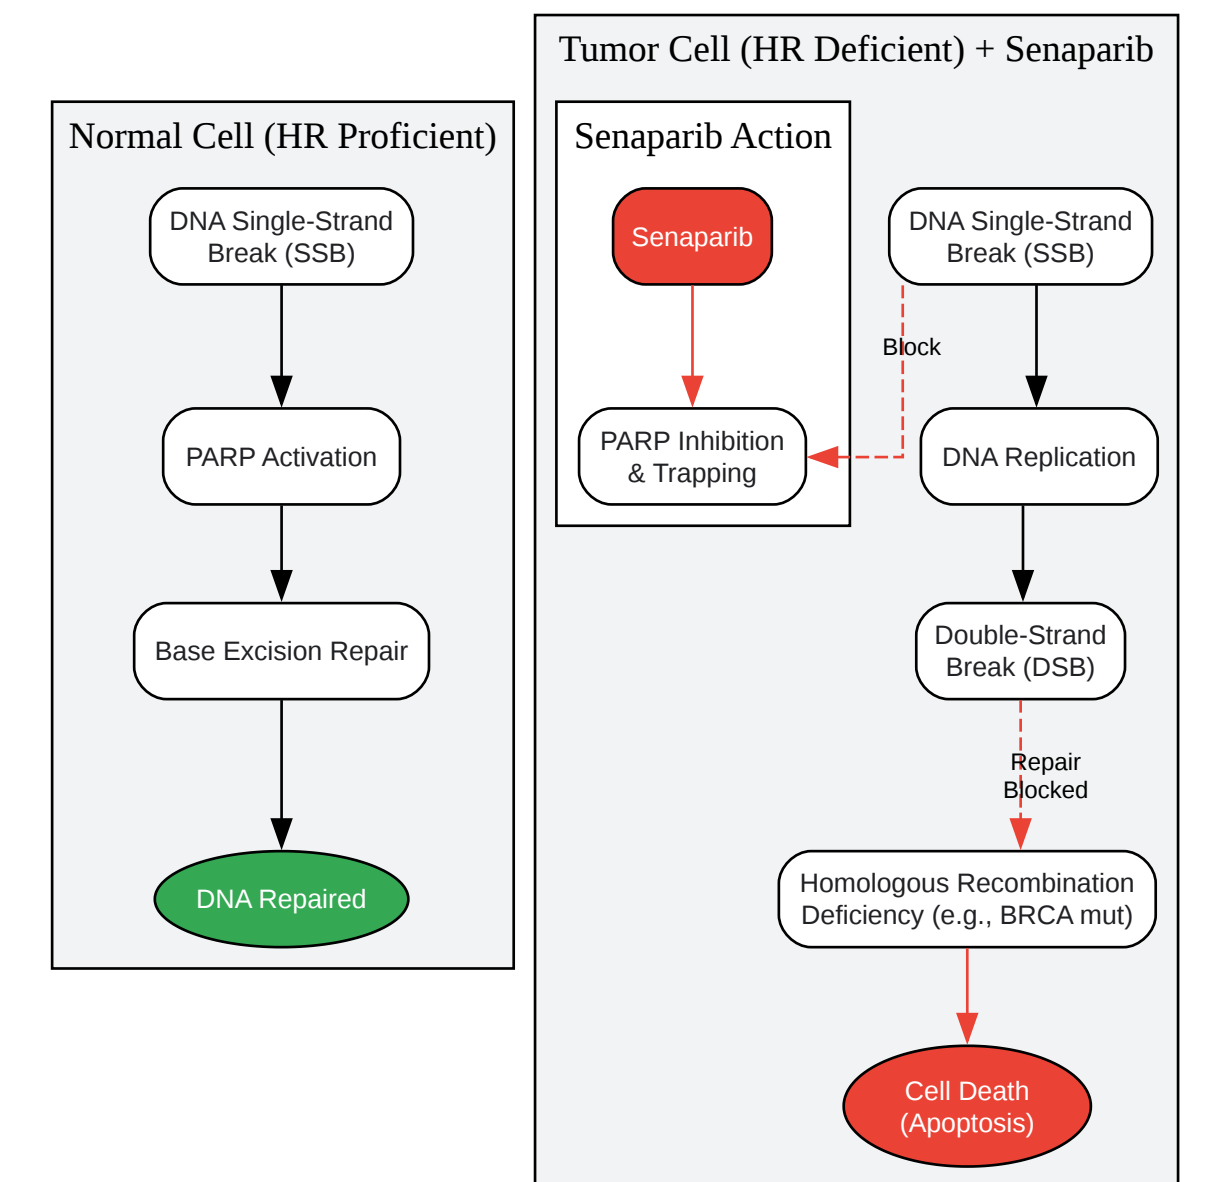 Normal Cell (HR Proficient)
DNA Single-Strand
Break (SSB)
PARP Activation
Base Excision Repair
DNA Repaired
Tumor Cell (HR Deficient) + Senaparib
Senaparib Action
Senaparib
PARP Inhibition
& Trapping
DNA Single-Strand
Break (SSB)
Block
DNA Replication
Double-Strand
Break (DSB)
Repair
Blocked
Homologous Recombination
Deficiency (e.g., BRCA mut)
Cell Death
(Apoptosis)